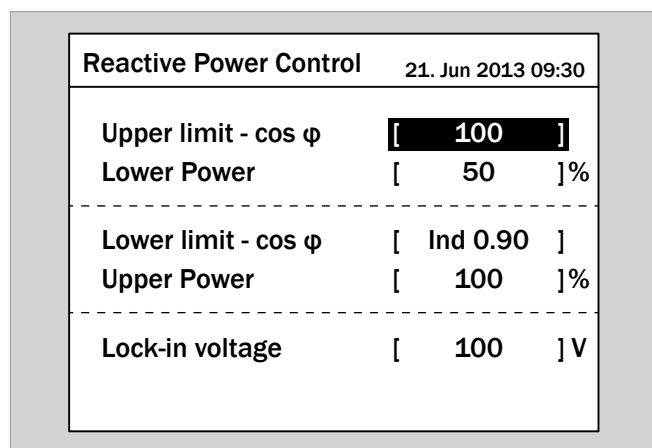 Reactive Power Control 21. Jun 2013 09:30
Upper limit - cos φ [ 100 ]
Lower Power [ 50 ]%
Lower limit - cos φ [ Ind 0.90 ]
Upper Power [ 100 ]%
Lock-in voltage [ 100 ] V